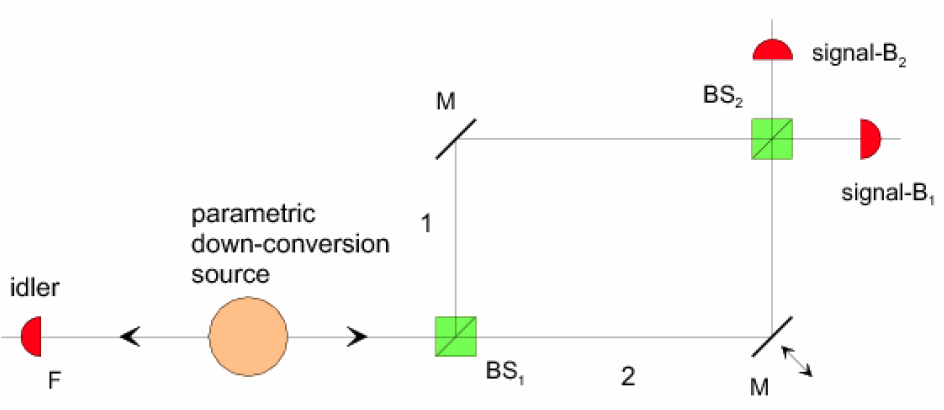 signal-B₂
BS₂
M
signal-B₁
1
parametric
down-conversion
source
idler
F
BS₁
2
M